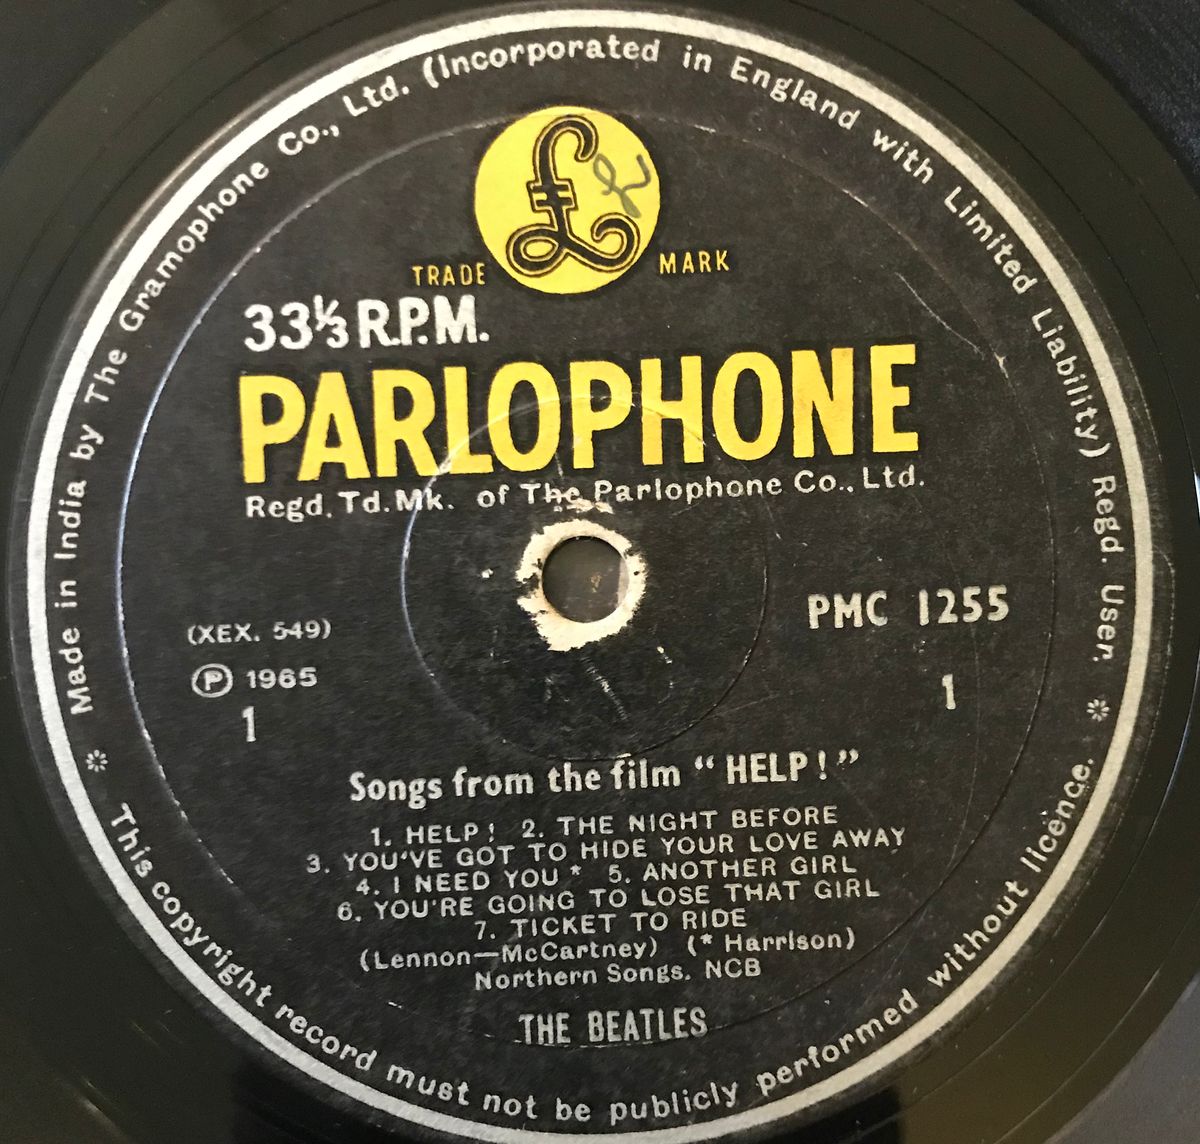 Made in India by The Gramophone Co., Ltd. (Incorporated in England with Limited Liability) Regd. User.
£
TRADE MARK
33⅓ R.P.M.
PARLOPHONE
Regd. Td. Mk. of The Parlophone Co., Ltd.
PMC 1255
(XEX. 549)
Ⓟ 1965
1
1
Songs from the film “HELP!”
1. HELP! 2. THE NIGHT BEFORE
3. YOU'VE GOT TO HIDE YOUR LOVE AWAY
4. I NEED YOU * 5. ANOTHER GIRL
6. YOU'RE GOING TO LOSE THAT GIRL
7. TICKET TO RIDE
(Lennon—McCartney) (* Harrison)
Northern Songs. NCB
THE BEATLES
* This copyright record must not be publicly performed without licence. *